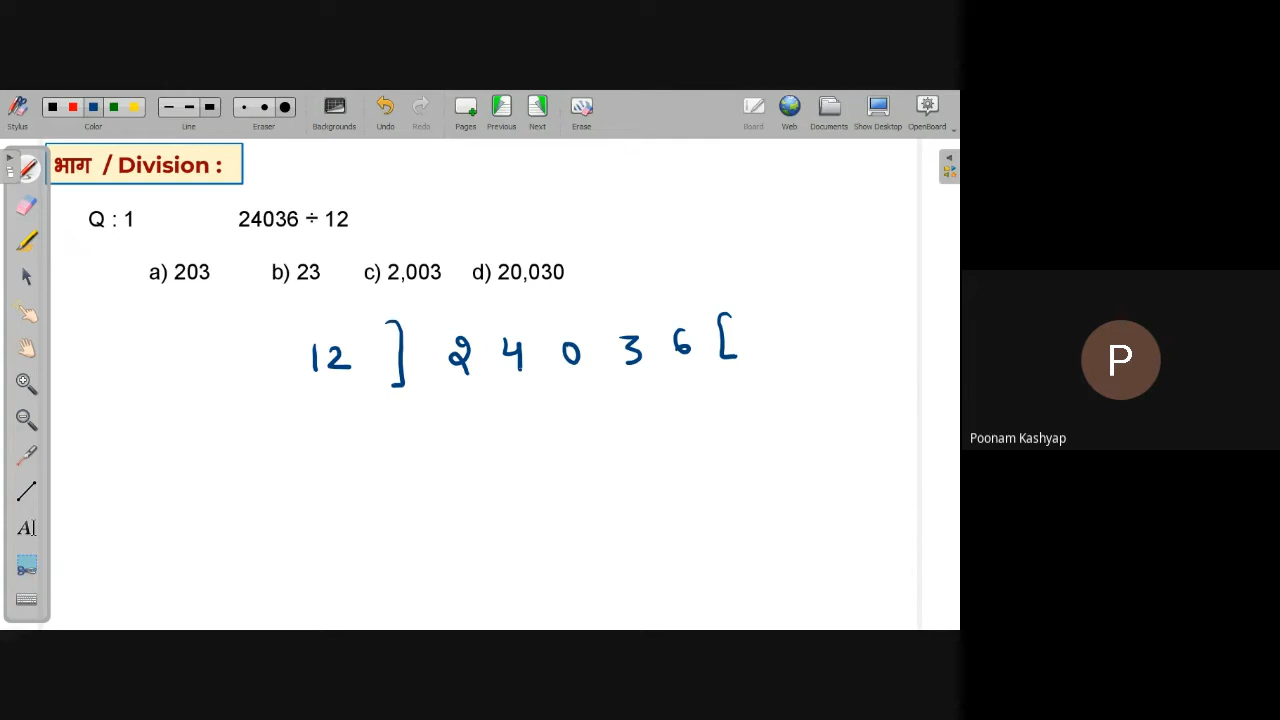 Stylus Color Line Eraser Backgrounds Undo Redo Pages Previous Next Erase Board Web Documents Show Desktop OpenBoard
भाग / Division :
Q : 1 24036 ÷ 12
a) 203 b) 23 c) 2,003 d) 20,030
12 ] 2 4 0 3 6 [
P
Poonam Kashyap
AI